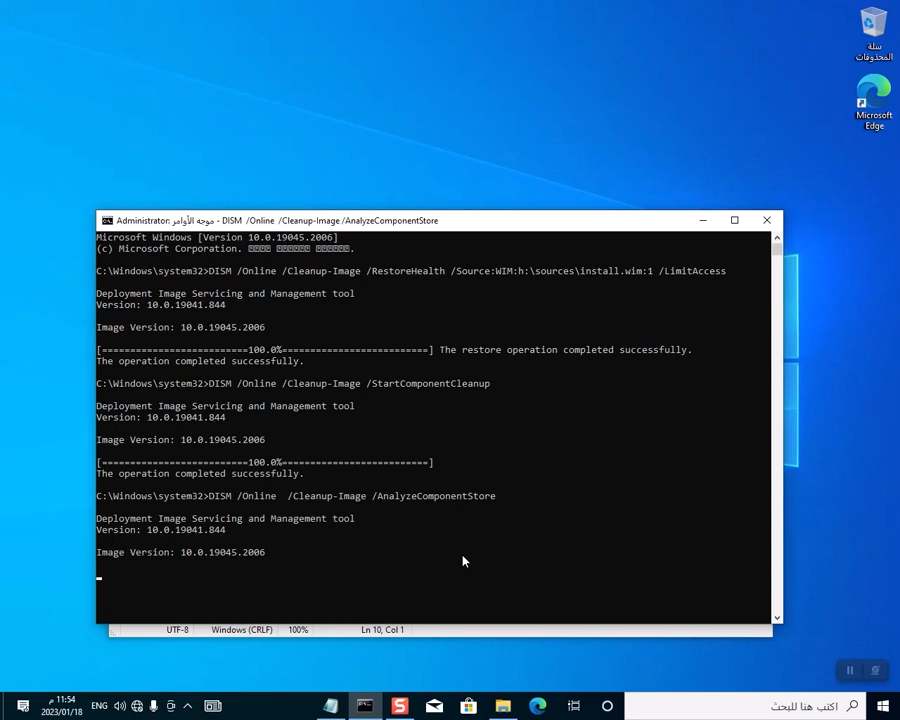 سلة
المحذوفات
Microsoft
Edge
Administrator: موجه الأوامر - DISM /Online /Cleanup-Image /AnalyzeComponentStore
Microsoft Windows [Version 10.0.19045.2006]
(c) Microsoft Corporation.
C:\Windows\system32>DISM /Online /Cleanup-Image /RestoreHealth /Source:WIM:h:\sources\install.wim:1 /LimitAccess
Deployment Image Servicing and Management tool
Version: 10.0.19041.844
Image Version: 10.0.19045.2006
[==========================100.0%==========================] The restore operation completed successfully.
The operation completed successfully.
C:\Windows\system32>DISM /Online /Cleanup-Image /StartComponentCleanup
Deployment Image Servicing and Management tool
Version: 10.0.19041.844
Image Version: 10.0.19045.2006
[==========================100.0%==========================]
The operation completed successfully.
C:\Windows\system32>DISM /Online  /Cleanup-Image /AnalyzeComponentStore
Deployment Image Servicing and Management tool
Version: 10.0.19041.844
Image Version: 10.0.19045.2006
UTF-8 Windows (CRLF) 100% Ln 10, Col 1
11:54 م
2023/01/18
ENG
اكتب هنا للبحث